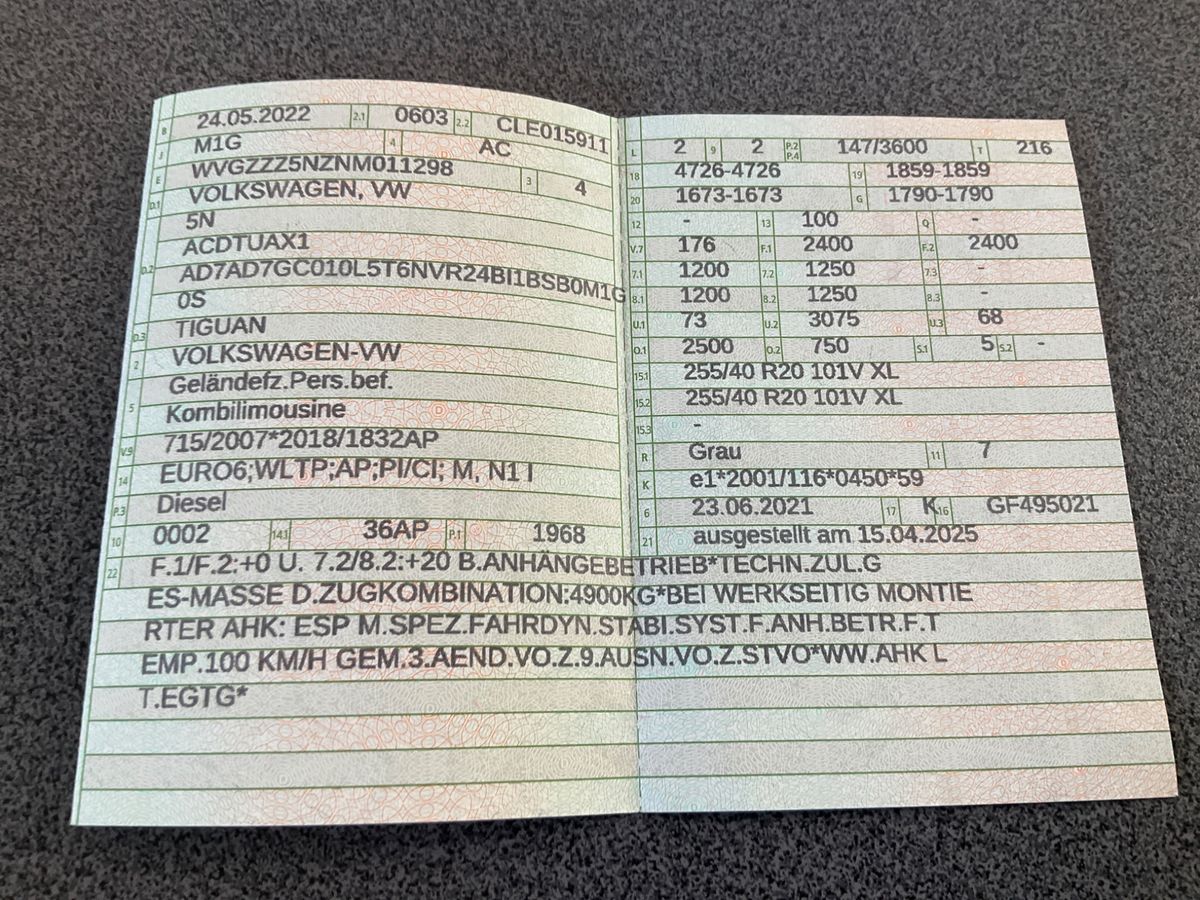 B 24.05.2022 2.1 0603 2.2 CLE015911
J M1G 4 AC
E WVGZZZ5NZNM011298 3 4
D.1 VOLKSWAGEN, VW
5N
D.2 ACDTUAX1
AD7AD7GC010L5T6NVR24BI1BSB0M1G
0S
D.3 TIGUAN
2 VOLKSWAGEN-VW
5 Geländefz.Pers.bef.
Kombilimousine
V.9 715/2007*2018/1832AP
14 EURO6;WLTP;AP;PI/CI; M, N1 I
P.3 Diesel
10 0002 14.1 36AP P.1 1968
L 2 9 2 P.2 P.4 147/3600 T 216
18 4726-4726 19 1859-1859
20 1673-1673 G 1790-1790
12 - 13 100 Q -
V.7 176 F.1 2400 F.2 2400
7.1 1200 7.2 1250 7.3 -
8.1 1200 8.2 1250 8.3 -
U.1 73 U.2 3075 U.3 68
O.1 2500 O.2 750 S.1 5 S.2 -
15.1 255/40 R20 101V XL
15.2 255/40 R20 101V XL
15.3 -
R Grau 11 7
K e1*2001/116*0450*59
6 23.06.2021 17 K 16 GF495021
21 ausgestellt am 15.04.2025
22 F.1/F.2:+0 U. 7.2/8.2:+20 B.ANHÄNGEBETRIEB*TECHN.ZUL.G
ES-MASSE D.ZUGKOMBINATION:4900KG*BEI WERKSEITIG MONTIE
RTER AHK: ESP M.SPEZ.FAHRDYN.STABI.SYST.F.ANH.BETR.F.T
EMP.100 KM/H GEM.3.AEND.VO.Z.9.AUSN.VO.Z.STVO*WW.AHK L
T.EGTG*